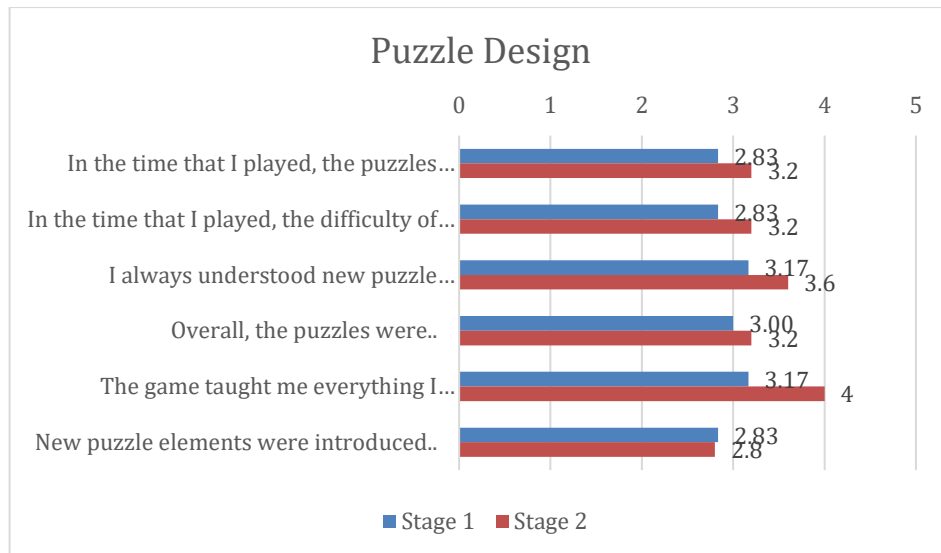 Puzzle Design
0 1 2 3 4 5
In the time that I played, the puzzles...
2.83
3.2
In the time that I played, the difficulty of...
2.83
3.2
I always understood new puzzle...
3.17
3.6
Overall, the puzzles were..
3.00
3.2
The game taught me everything I...
3.17
4
New puzzle elements were introduced..
2.83
2.8
Stage 1 Stage 2